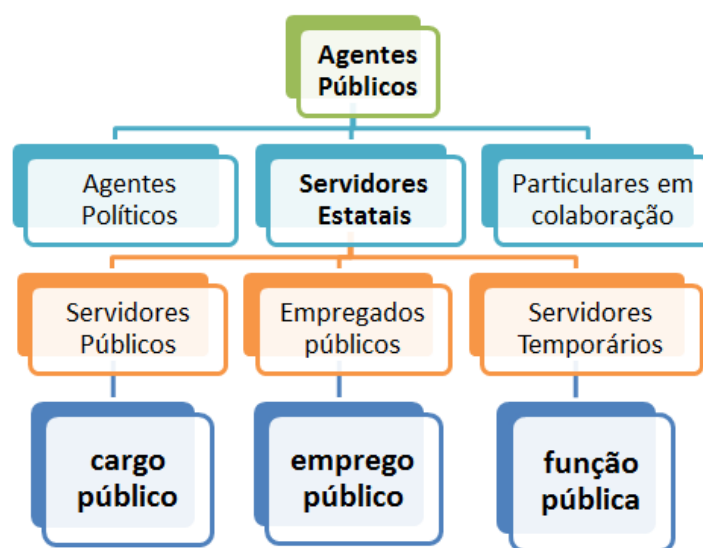 Agentes
Públicos
Agentes
Políticos
Servidores
Estatais
Particulares em
colaboração
Servidores
Públicos
Empregados
públicos
Servidores
Temporários
cargo
público
emprego
público
função
pública